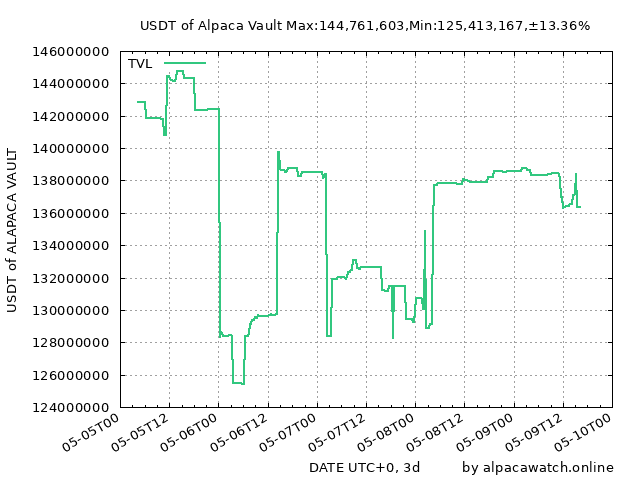 USDT of Alpaca Vault Max:144,761,603,Min:125,413,167,±13.36%
TVL
146000000
144000000
142000000
140000000
138000000
136000000
134000000
132000000
130000000
128000000
126000000
124000000
USDT of ALAPACA VAULT
05-05T00
05-05T12
05-06T00
05-06T12
05-07T00
05-07T12
05-08T00
05-08T12
05-09T00
05-09T12
05-10T00
DATE UTC+0, 3d
by alpacawatch.online